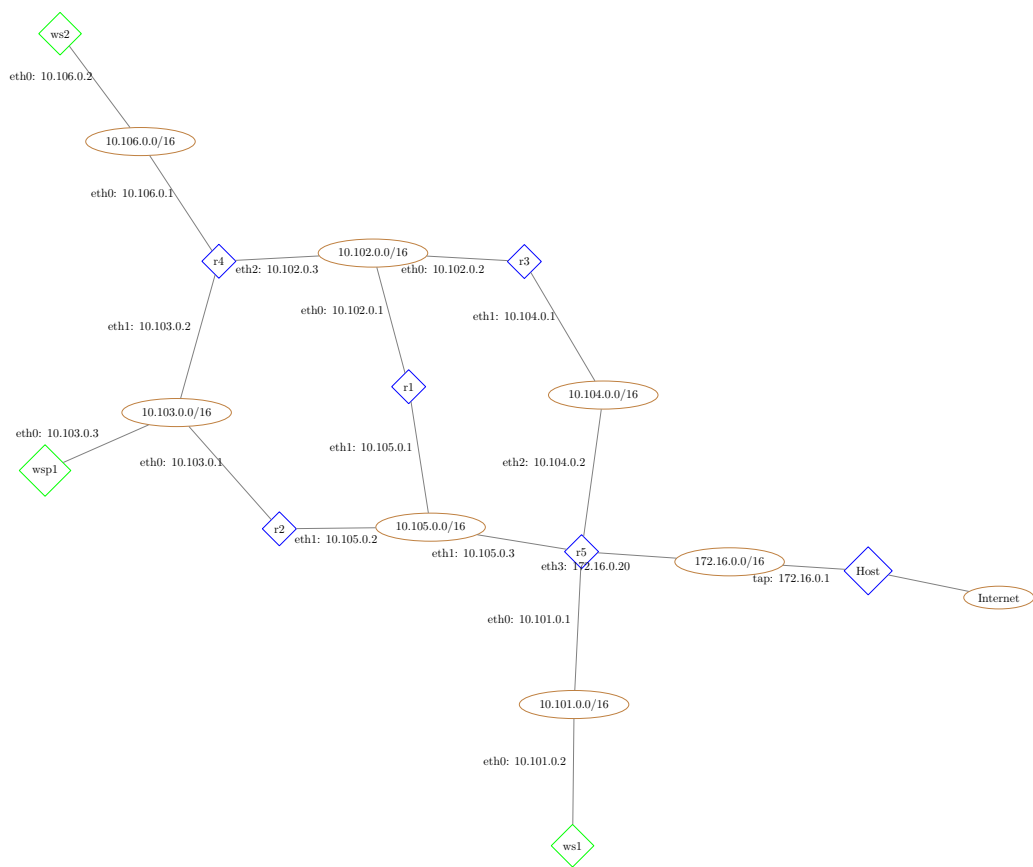 ws2
eth0: 10.106.0.2
10.106.0.0/16
eth0: 10.106.0.1
10.102.0.0/16
r4
r3
eth2: 10.102.0.3
eth0: 10.102.0.2
eth0: 10.102.0.1
eth1: 10.104.0.1
eth1: 10.103.0.2
r1
10.104.0.0/16
10.103.0.0/16
eth0: 10.103.0.3
eth1: 10.105.0.1
eth0: 10.103.0.1
eth2: 10.104.0.2
wsp1
r2
10.105.0.0/16
eth1: 10.105.0.2
eth1: 10.105.0.3
r5
172.16.0.0/16
eth3: 172.16.0.20
Host
tap: 172.16.0.1
Internet
eth0: 10.101.0.1
10.101.0.0/16
eth0: 10.101.0.2
ws1